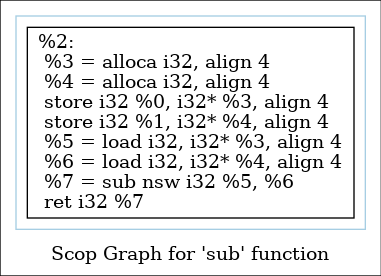 %2:
%3 = alloca i32, align 4
%4 = alloca i32, align 4
store i32 %0, i32* %3, align 4
store i32 %1, i32* %4, align 4
%5 = load i32, i32* %3, align 4
%6 = load i32, i32* %4, align 4
%7 = sub nsw i32 %5, %6
ret i32 %7
Scop Graph for 'sub' function